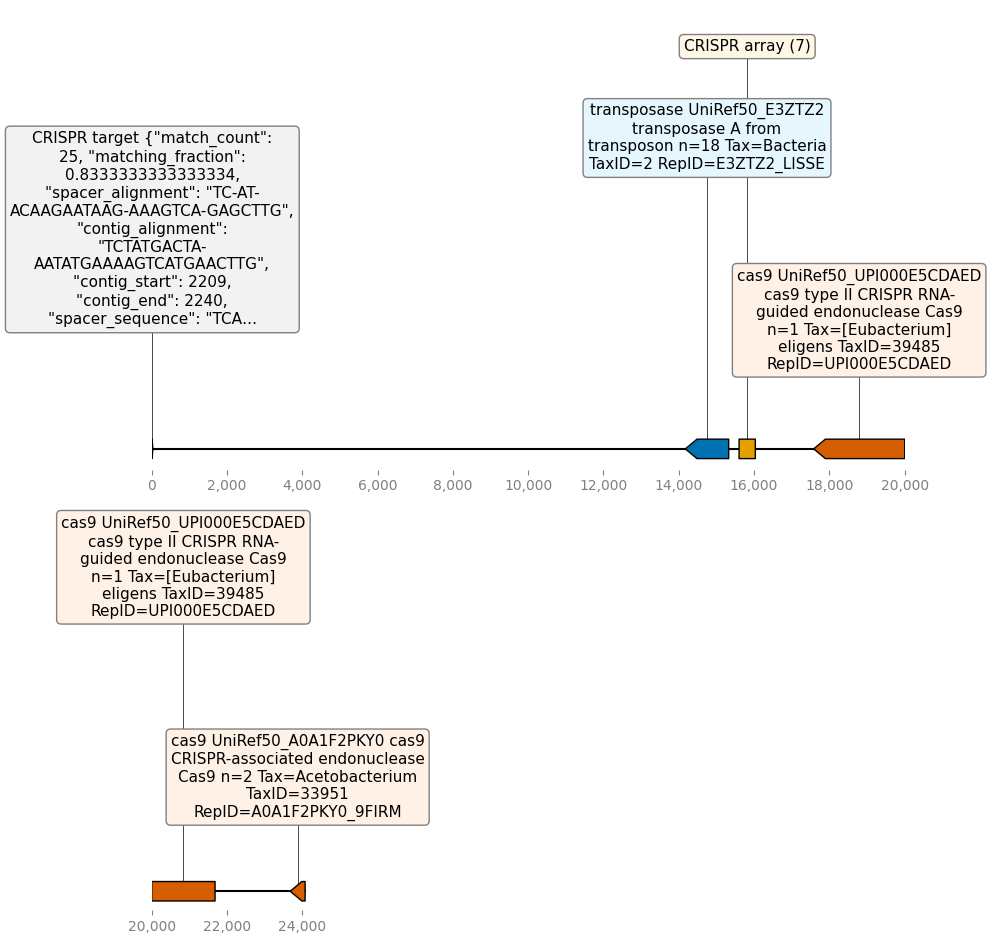 CRISPR array (7)
transposase UniRef50_E3ZTZ2
transposase A from
transposon n=18 Tax=Bacteria
TaxID=2 RepID=E3ZTZ2_LISSE
CRISPR target {"match_count":
25, "matching_fraction":
0.8333333333333334,
"spacer_alignment": "TC-AT-
ACAAGAATAAG-AAAGTCA-GAGCTTG",
"contig_alignment":
"TCTATGACTA-
AATATGAAAAGTCATGAACTTG",
"contig_start": 2209,
"contig_end": 2240,
"spacer_sequence": "TCA...
cas9 UniRef50_UPI000E5CDAED
cas9 type II CRISPR RNA-
guided endonuclease Cas9
n=1 Tax=[Eubacterium]
eligens TaxID=39485
RepID=UPI000E5CDAED
0 2,000 4,000 6,000 8,000 10,000 12,000 14,000 16,000 18,000 20,000
cas9 UniRef50_UPI000E5CDAED
cas9 type II CRISPR RNA-
guided endonuclease Cas9
n=1 Tax=[Eubacterium]
eligens TaxID=39485
RepID=UPI000E5CDAED
cas9 UniRef50_A0A1F2PKY0 cas9
CRISPR-associated endonuclease
Cas9 n=2 Tax=Acetobacterium
TaxID=33951
RepID=A0A1F2PKY0_9FIRM
20,000 22,000 24,000